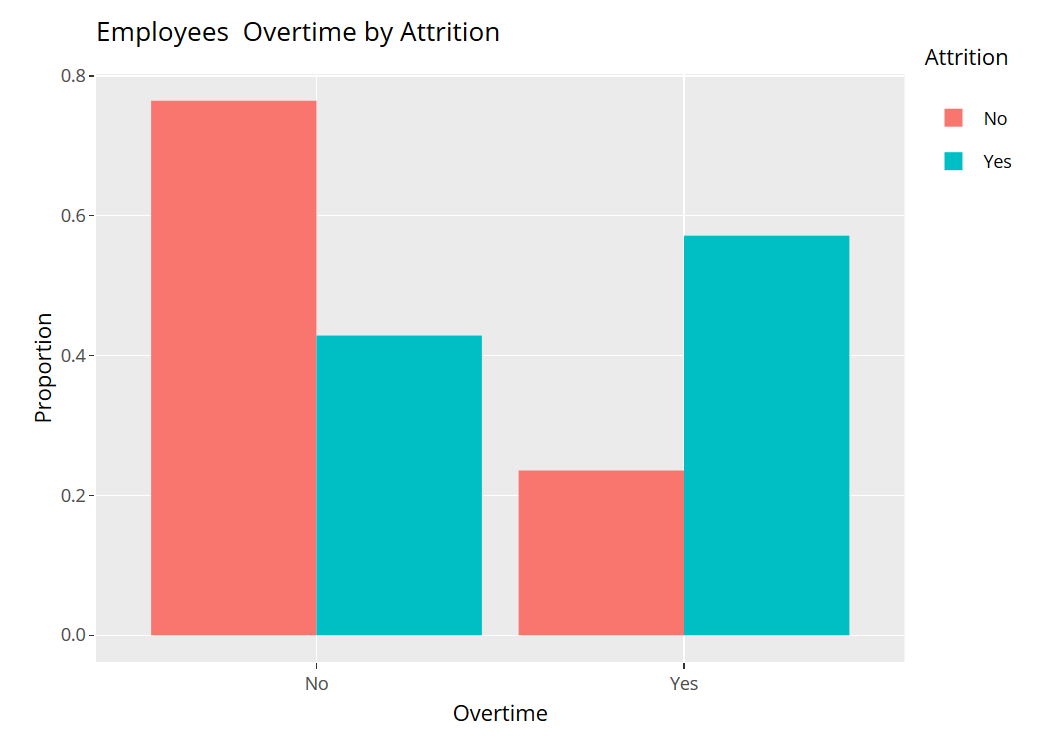 Employees  Overtime by Attrition
Attrition
No
Yes
0.8
0.6
0.4
0.2
0.0
Proportion
No
Yes
Overtime